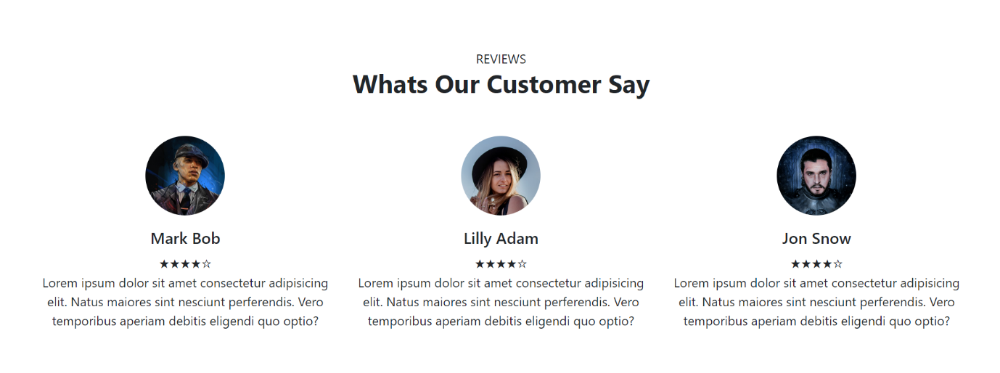 REVIEWS
Whats Our Customer Say
Mark Bob
★★★★☆
Lorem ipsum dolor sit amet consectetur adipisicing
elit. Natus maiores sint nesciunt perferendis. Vero
temporibus aperiam debitis eligendi quo optio?
Lilly Adam
★★★★☆
Lorem ipsum dolor sit amet consectetur adipisicing
elit. Natus maiores sint nesciunt perferendis. Vero
temporibus aperiam debitis eligendi quo optio?
Jon Snow
★★★★☆
Lorem ipsum dolor sit amet consectetur adipisicing
elit. Natus maiores sint nesciunt perferendis. Vero
temporibus aperiam debitis eligendi quo optio?